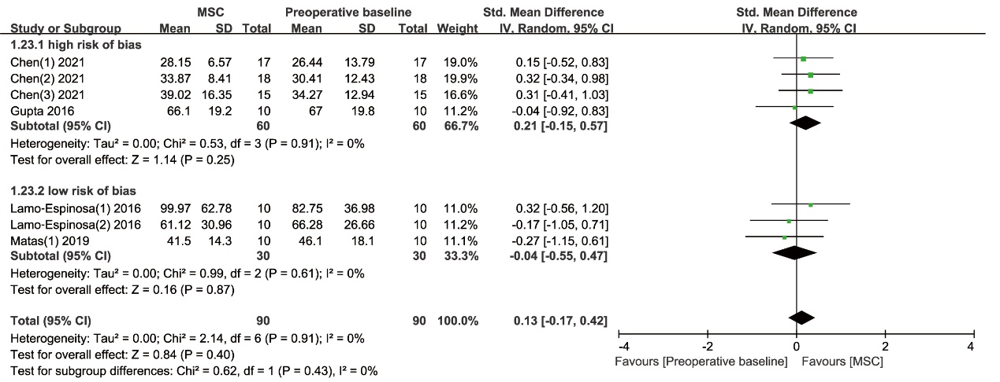 MSC Preoperative baseline Std. Mean Difference Std. Mean Difference
Study or Subgroup Mean SD Total Mean SD Total Weight IV, Random, 95% CI IV, Random, 95% CI
1.23.1 high risk of bias
Chen(1) 2021 28.15 6.57 17 26.44 13.79 17 19.0% 0.15 [-0.52, 0.83]
Chen(2) 2021 33.87 8.41 18 30.41 12.43 18 19.9% 0.32 [-0.34, 0.98]
Chen(3) 2021 39.02 16.35 15 34.27 12.94 15 16.6% 0.31 [-0.41, 1.03]
Gupta 2016 66.1 19.2 10 67 19.8 10 11.2% -0.04 [-0.92, 0.83]
Subtotal (95% CI) 60 60 66.7% 0.21 [-0.15, 0.57]
Heterogeneity: Tau² = 0.00; Chi² = 0.53, df = 3 (P = 0.91); I² = 0%
Test for overall effect: Z = 1.14 (P = 0.25)
1.23.2 low risk of bias
Lamo-Espinosa(1) 2016 99.97 62.78 10 82.75 36.98 10 11.0% 0.32 [-0.56, 1.20]
Lamo-Espinosa(2) 2016 61.12 30.96 10 66.28 26.66 10 11.2% -0.17 [-1.05, 0.71]
Matas(1) 2019 41.5 14.3 10 46.1 18.1 10 11.1% -0.27 [-1.15, 0.61]
Subtotal (95% CI) 30 30 33.3% -0.04 [-0.55, 0.47]
Heterogeneity: Tau² = 0.00; Chi² = 0.99, df = 2 (P = 0.61); I² = 0%
Test for overall effect: Z = 0.16 (P = 0.87)
Total (95% CI) 90 90 100.0% 0.13 [-0.17, 0.42]
Heterogeneity: Tau² = 0.00; Chi² = 2.14, df = 6 (P = 0.91); I² = 0%
Test for overall effect: Z = 0.84 (P = 0.40)
Test for subgroup differences: Chi² = 0.62, df = 1 (P = 0.43), I² = 0%
-4 -2 0 2 4
Favours [Preoperative baseline] Favours [MSC]